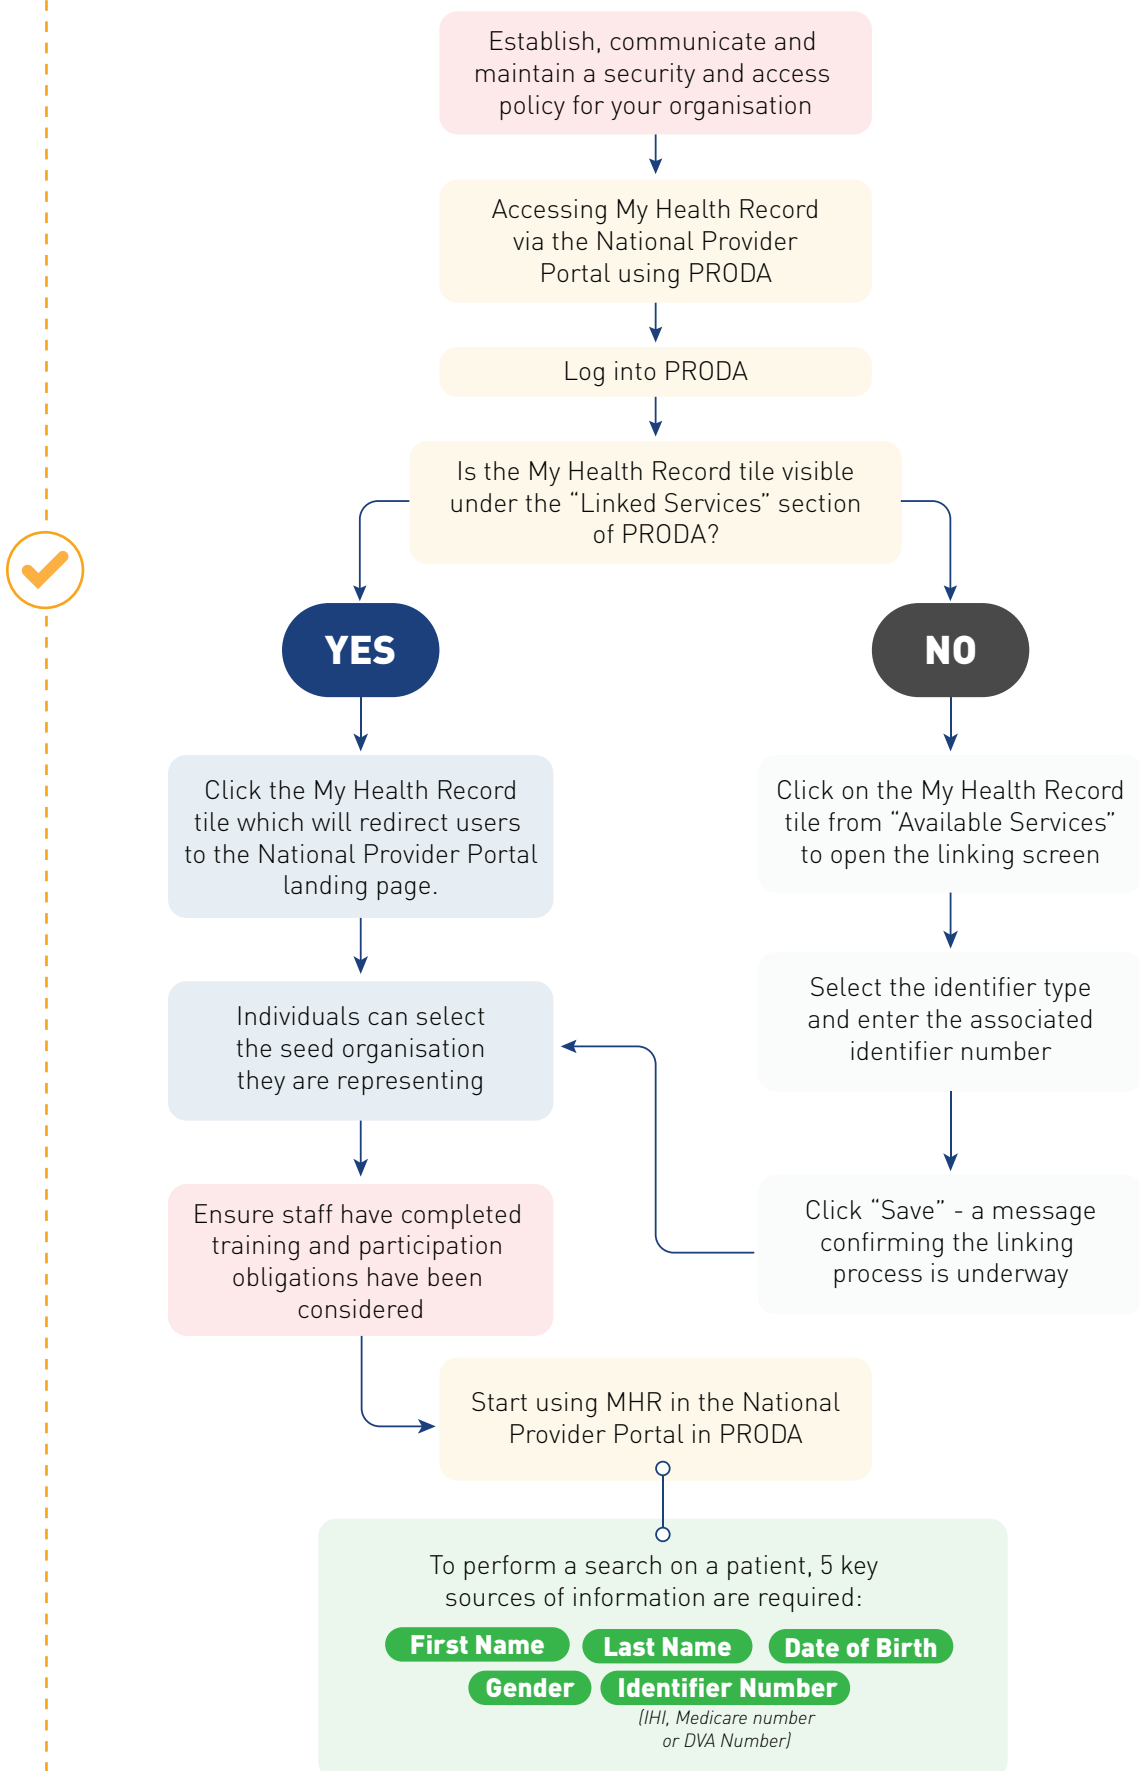 Establish, communicate and
maintain a security and access
policy for your organisation
Accessing My Health Record
via the National Provider
Portal using PRODA
Log into PRODA
Is the My Health Record tile visible
under the “Linked Services” section
of PRODA?
YES
NO
Click the My Health Record
tile which will redirect users
to the National Provider Portal
landing page.
Individuals can select
the seed organisation
they are representing
Ensure staff have completed
training and participation
obligations have been
considered
Click on the My Health Record
tile from “Available Services”
to open the linking screen
Select the identifier type
and enter the associated
identifier number
Click “Save” - a message
confirming the linking
process is underway
Start using MHR in the National
Provider Portal in PRODA
To perform a search on a patient, 5 key
sources of information are required:
First Name Last Name Date of Birth
Gender Identifier Number
(IHI, Medicare number
or DVA Number)